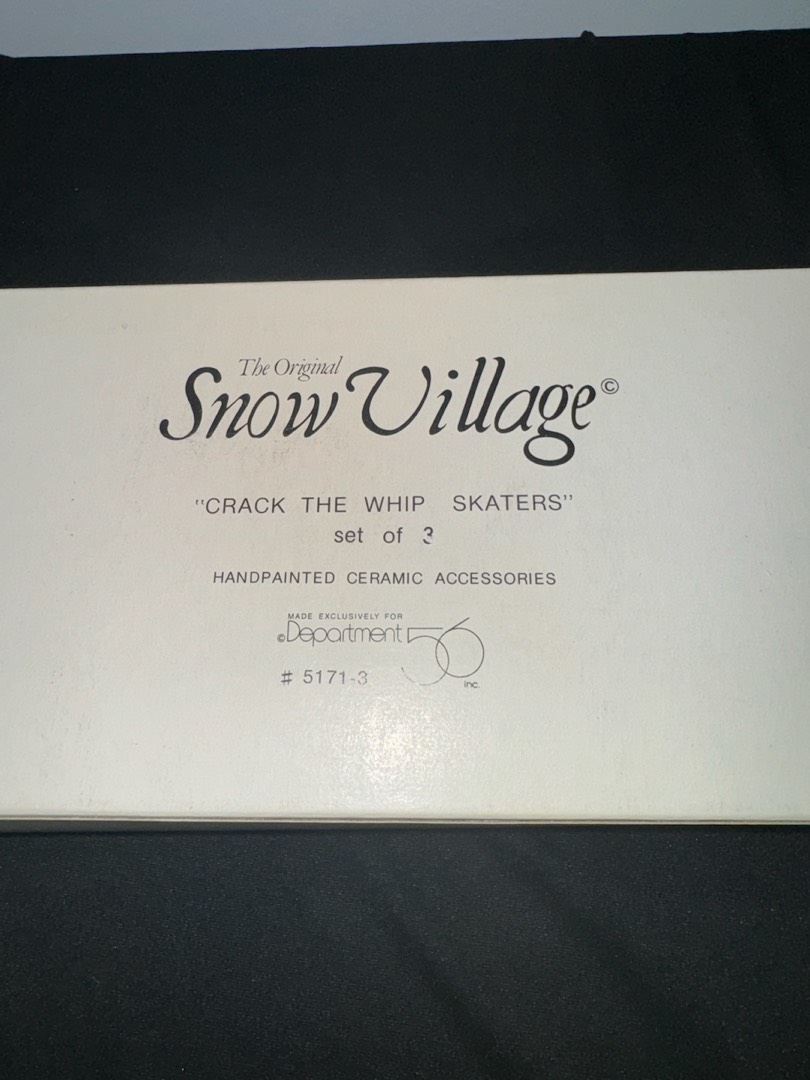 The Original
Snow Village©
"CRACK THE WHIP SKATERS"
set of 3
HANDPAINTED CERAMIC ACCESSORIES
MADE EXCLUSIVELY FOR
©Department 56
inc.
# 5171-3